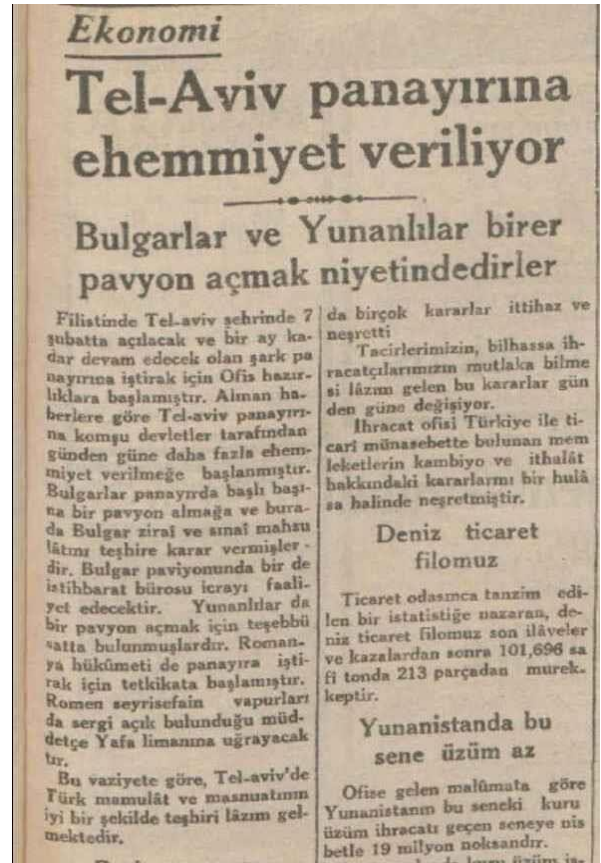 Ekonomi
Tel-Aviv panayırına
ehemmiyet veriliyor
Bulgarlar ve Yunanlılar birer
pavyon açmak niyetindedirler
Filistinde Tel-aviv şehrinde 7
şubatta açılacak ve bir ay ka-
dar devam edecek olan şark pa
nayırına iştirak için Ofis hazır-
lıklara başlamıştır. Alman ha-
berlere göre Tel-aviv panayırı-
na komşu devletler tarafından
günden güne daha fazla ehem-
miyet verilmeğe başlanmıştır.
Bulgarlar panayırda başlı başı-
na bir pavyon almağa ve bura-
da Bulgar ziraî ve sınaî mahsu
lâtını teşhire karar vermişler -
dir. Bulgar paviyonunda bir de
istihbarat bürosu icrayı faali-
yet edecektir. Yunanlılar da
bir pavyon açmak için teşebbü
satta bulunmuşlardır. Roman-
ya hükûmeti de panayıra işti-
rak için tetkikata başlamıştır.
Romen seyrisefain vapurları
da sergi açık bulunduğu müd-
detçe Yafa limanına uğrayacak
tır.
Bu vaziyete göre, Tel-aviv'de
Türk mamulât ve masnuatının
iyi bir şekilde teşhiri lâzım gel-
mektedir.
da birçok kararlar ittihaz ve
neşretti
Tacirlerimizin, bilhassa ih-
racatçılarımızın mutlaka bilme
si lâzım gelen bu kararlar gün
den güne değişiyor.
İhracat ofisi Türkiye ile ti-
carî münasebette bulunan mem
leketlerin kambiyo ve ithulât
hakkındaki kararlarını bir hulâ
sa halinde neşretmiştir.
Deniz ticaret
filomuz
Ticaret odasınca tanzim edi-
len bir istatistiğe nazaran, de-
niz ticaret filomuz son ilâveler
ve kazalardan sonra 101,696 sa
fi tonda 213 parçadan mürek-
keptir.
Yunanistanda bu
sene üzüm az
Ofise gelen malûmata göre
Yunanistanın bu seneki kuru
üzüm ihracatı geçen seneye nis
betle 19 milyon noksandır.